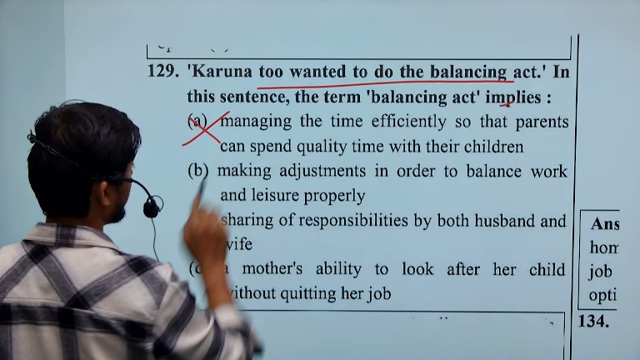 129. 'Karuna too wanted to do the balancing act.' In
this sentence, the term 'balancing act' implies :
(a) managing the time efficiently so that parents
can spend quality time with their children
(b) making adjustments in order to balance work
and leisure properly
sharing of responsibilities by both husband and
wife
mother's ability to look after her child
without quitting her job
Ans
hom
job
opti
134.